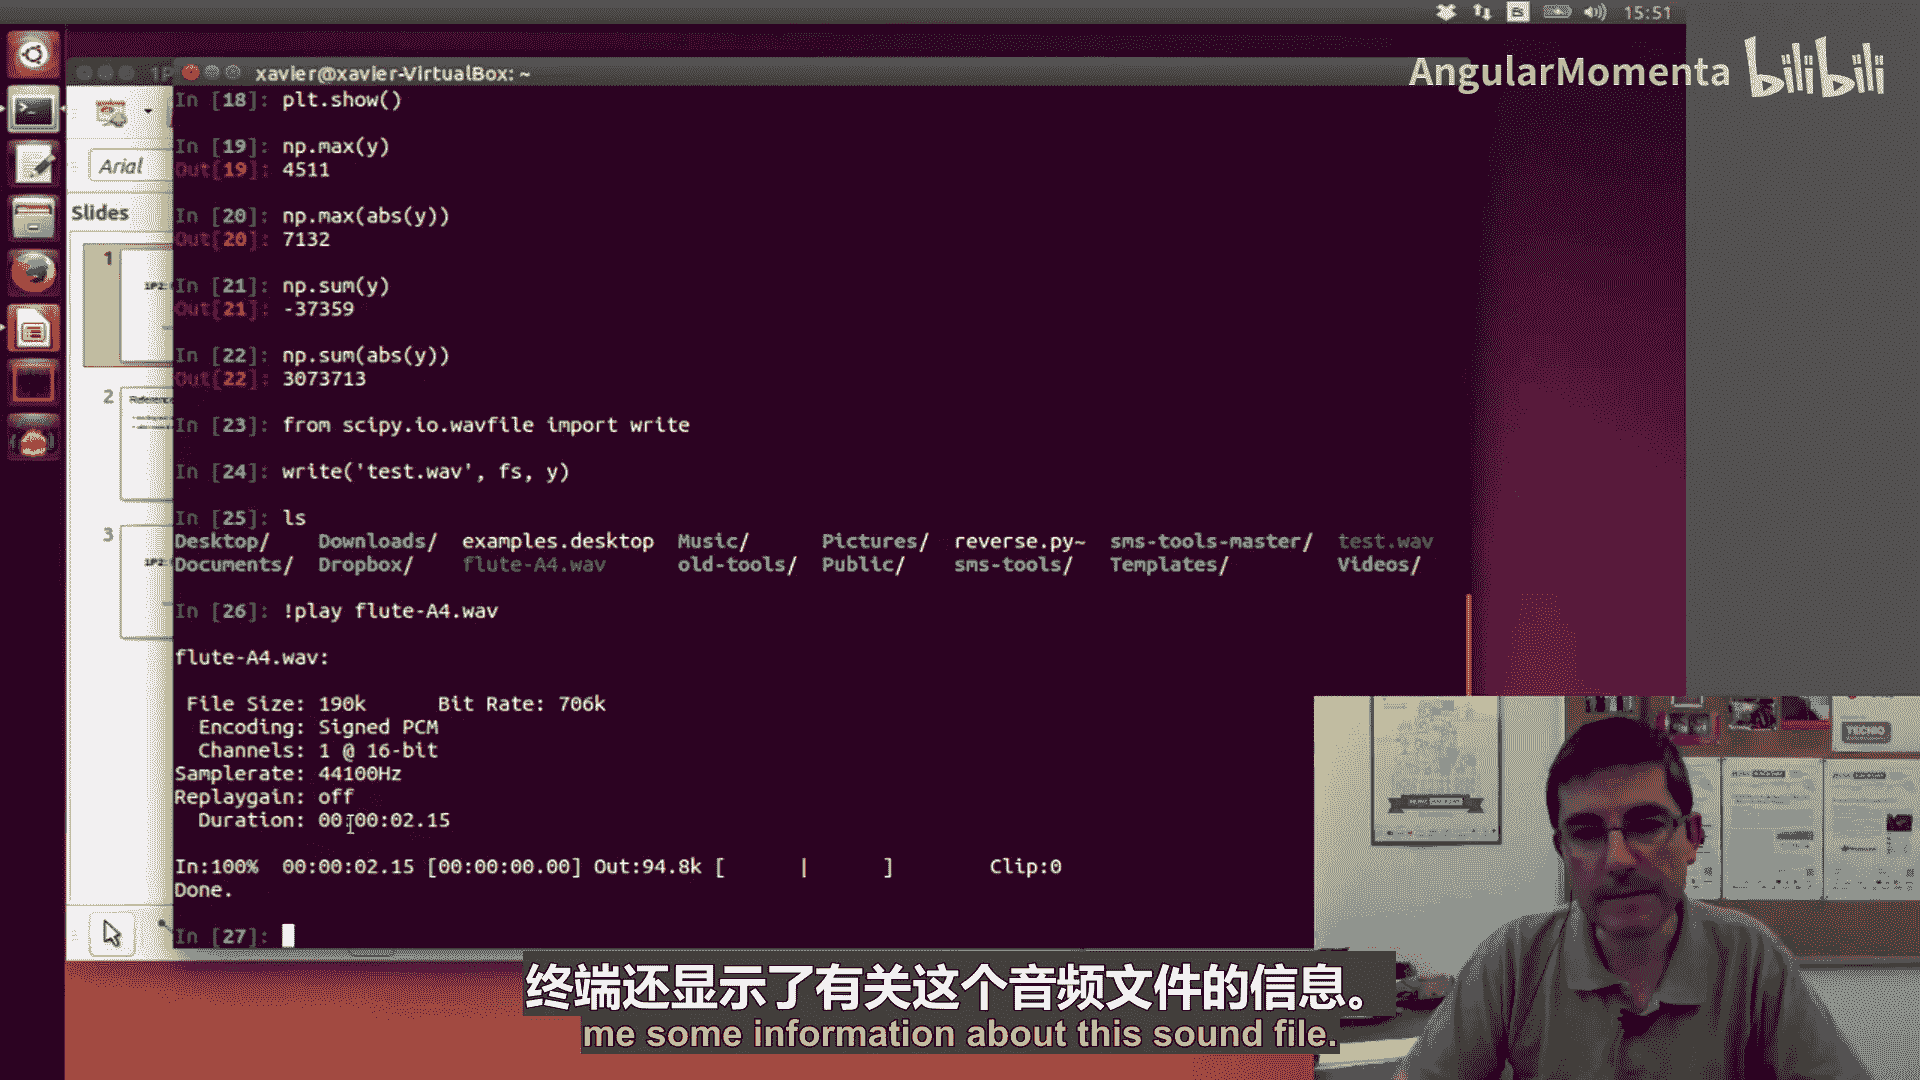 15:51
xavier@xavier-VirtualBox: ~
AngularMomenta bilibili
Arial
Slides
1
2
3
In [18]: plt.show()
In [19]: np.max(y)
Out[19]: 4511
In [20]: np.max(abs(y))
Out[20]: 7132
In [21]: np.sum(y)
Out[21]: -37359
In [22]: np.sum(abs(y))
Out[22]: 3073713
In [23]: from scipy.io.wavfile import write
In [24]: write('test.wav', fs, y)
In [25]: ls
Desktop/ Downloads/ examples.desktop Music/ Pictures/ reverse.py~ sms-tools-master/ test.wav
Documents/ Dropbox/ flute-A4.wav old-tools/ Public/ sms-tools/ Templates/ Videos/
In [26]: !play flute-A4.wav
flute-A4.wav:
File Size: 190k Bit Rate: 706k
Encoding: Signed PCM
Channels: 1 @ 16-bit
Samplerate: 44100Hz
Replaygain: off
Duration: 00:00:02.15
In:100% 00:00:02.15 [00:00:00.00] Out:94.8k [ | ] Clip:0
Done.
In [27]:
TECNIO
终端还显示了有关这个音频文件的信息。
me some information about this sound file.